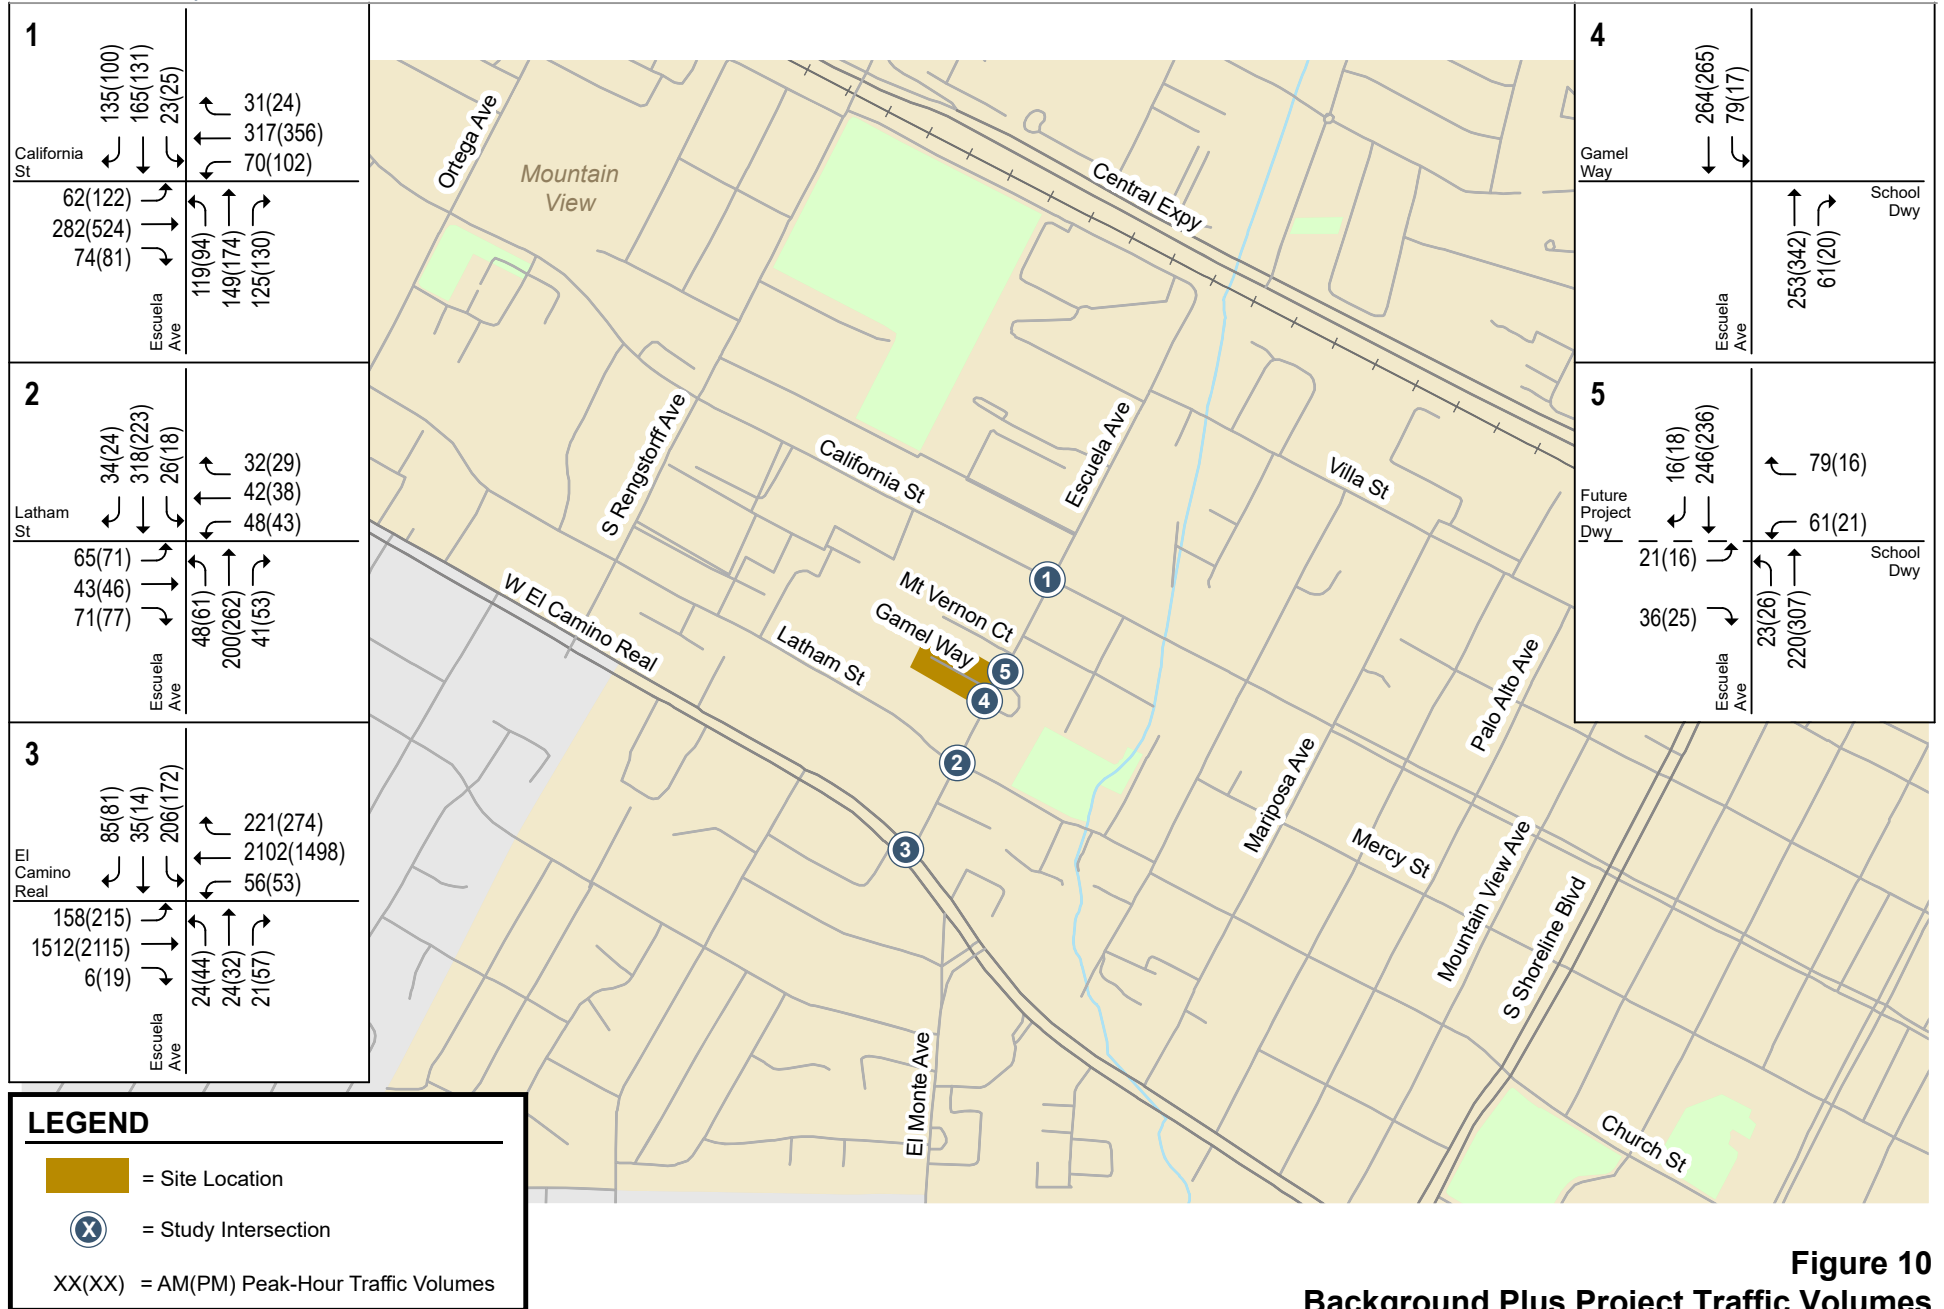 1
135(100)
165(131)
23(25)
31(24)
317(356)
70(102)
California
St
62(122)
282(524)
74(81)
119(94)
149(174)
125(130)
Escuela
Ave
2
34(24)
318(223)
26(18)
32(29)
42(38)
48(43)
Latham
St
65(71)
43(46)
71(77)
48(61)
200(262)
41(53)
Escuela
Ave
3
85(81)
35(14)
206(172)
221(274)
2102(1498)
56(53)
El
Camino
Real
158(215)
1512(2115)
6(19)
24(44)
24(32)
21(57)
Escuela
Ave
4
264(265)
79(17)
Gamel
Way
School
Dwy
253(342)
61(20)
Escuela
Ave
5
16(18)
246(236)
79(16)
61(21)
Future
Project
Dwy
School
Dwy
21(16)
36(25)
23(26)
220(307)
Escuela
Ave
Ortega Ave
Mountain
View
Central Expy
S Rengstorff Ave
California St
Escuela Ave
Villa St
W El Camino Real
Mt Vernon Ct
Gamel Way
Latham St
1
5
4
2
3
Palo Alto Ave
Mariposa Ave
Mercy St
Mountain View Ave
S Shoreline Blvd
El Monte Ave
Church St
LEGEND
= Site Location
X = Study Intersection
XX(XX) = AM(PM) Peak-Hour Traffic Volumes
Figure 10
Background Plus Project Traffic Volumes